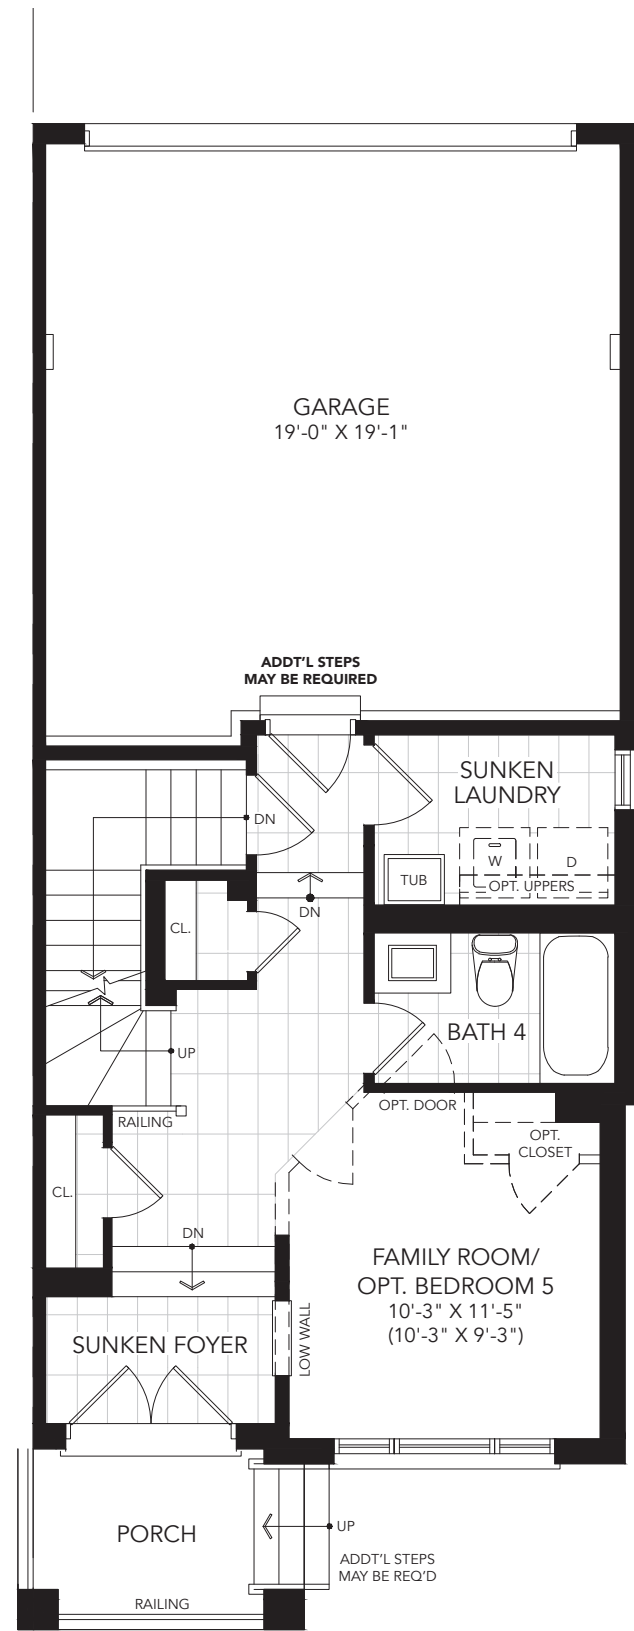 GARAGE
19'-0" X 19'-1"
ADDT'L STEPS
MAY BE REQUIRED
SUNKEN
LAUNDRY
DN
W
D
TUB
OPT. UPPERS
DN
CL.
BATH 4
UP
OPT. DOOR
RAILING
OPT.
CLOSET
CL.
DN
FAMILY ROOM/
OPT. BEDROOM 5
10'-3" X 11'-5"
(10'-3" X 9'-3")
LOW WALL
SUNKEN FOYER
PORCH
UP
ADDT'L STEPS
MAY BE REQ'D
RAILING